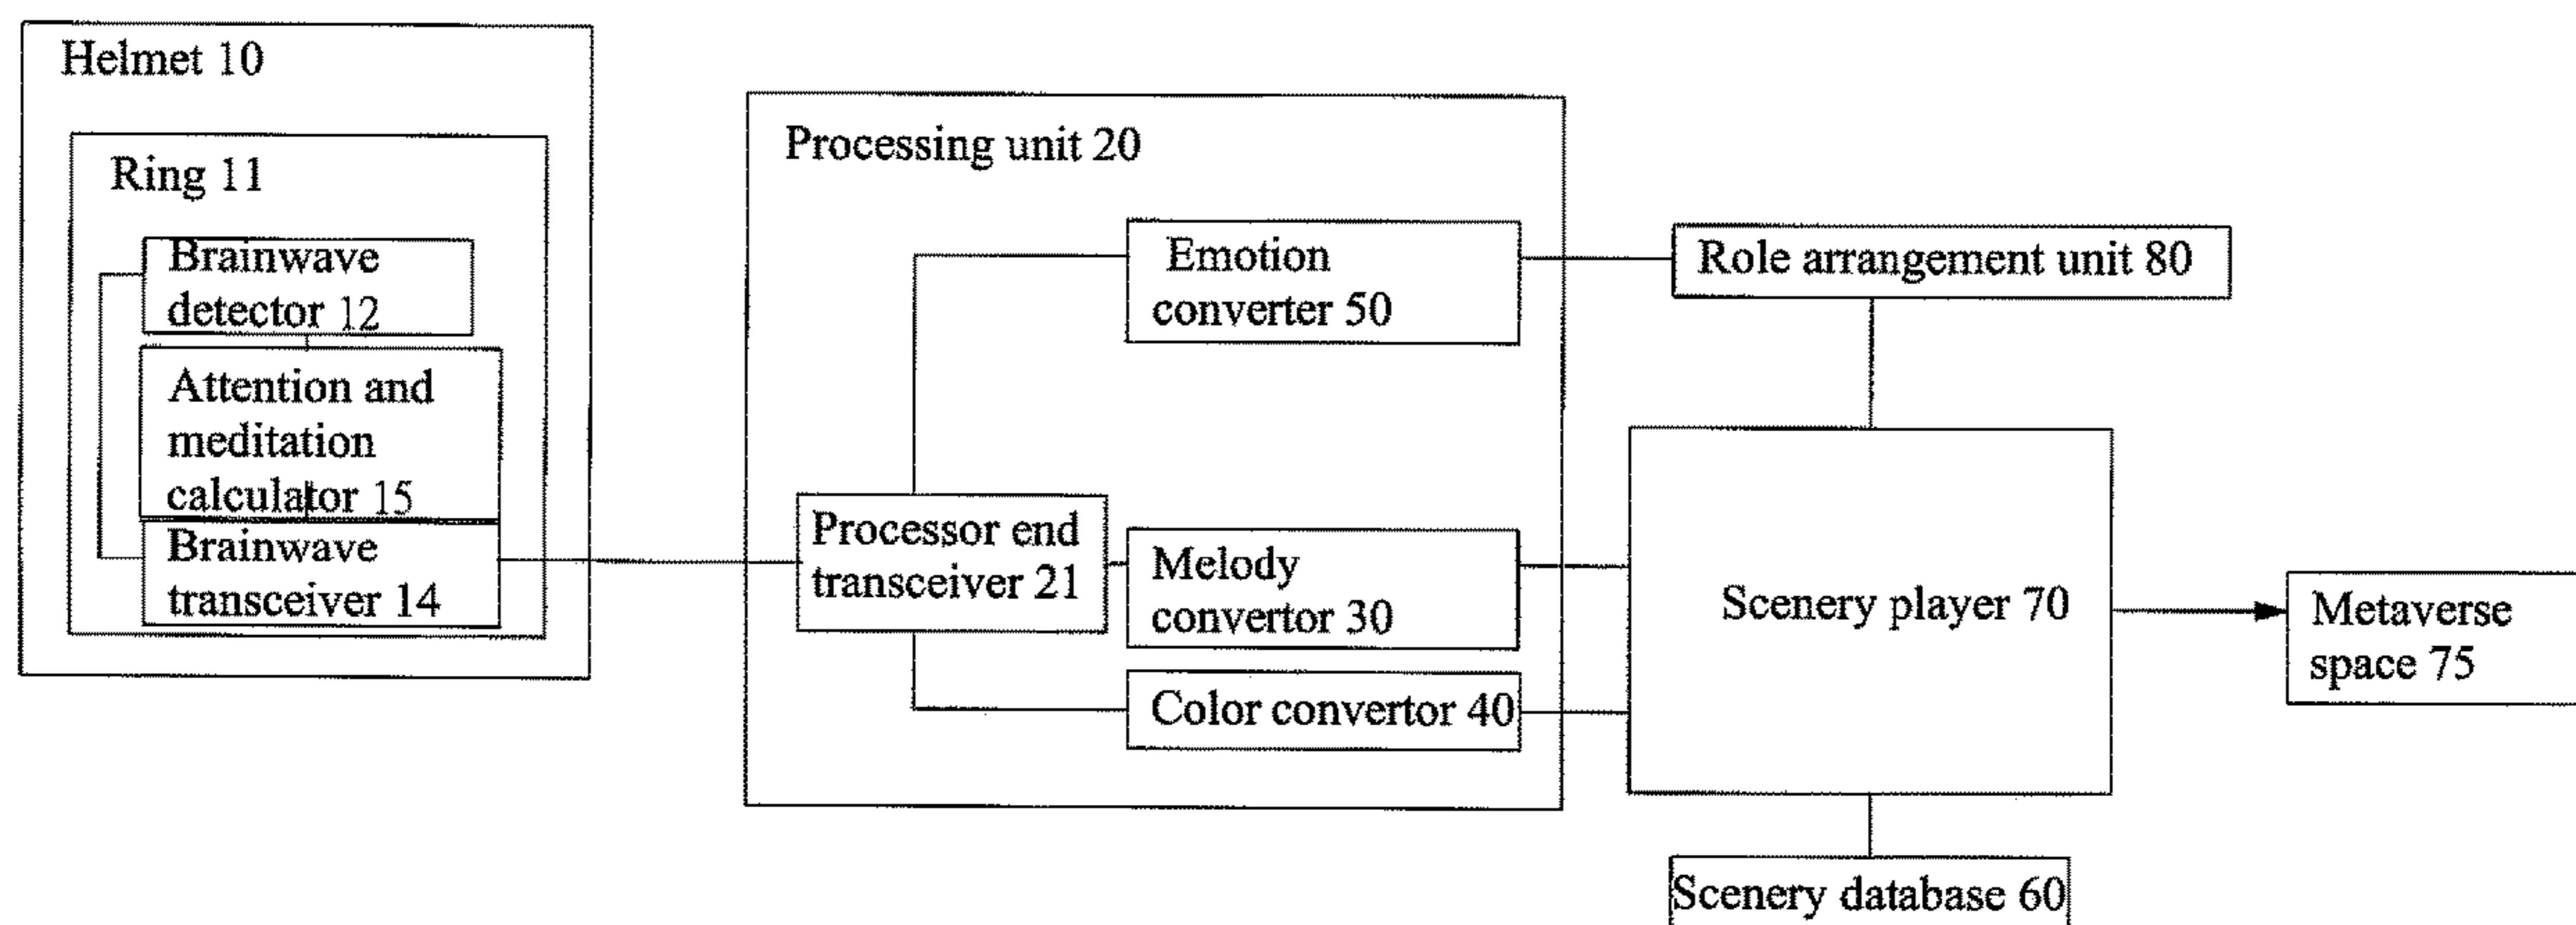 Helmet 10
Ring 11
Brainwave
detector 12
Attention and
meditation
calculator 15
Brainwave
transceiver 14
Processing unit 20
Emotion
converter 50
Processor end
transceiver 21
Melody
convertor 30
Color convertor 40
Role arrangement unit 80
Scenery player 70
Scenery database 60
Metaverse
space 75